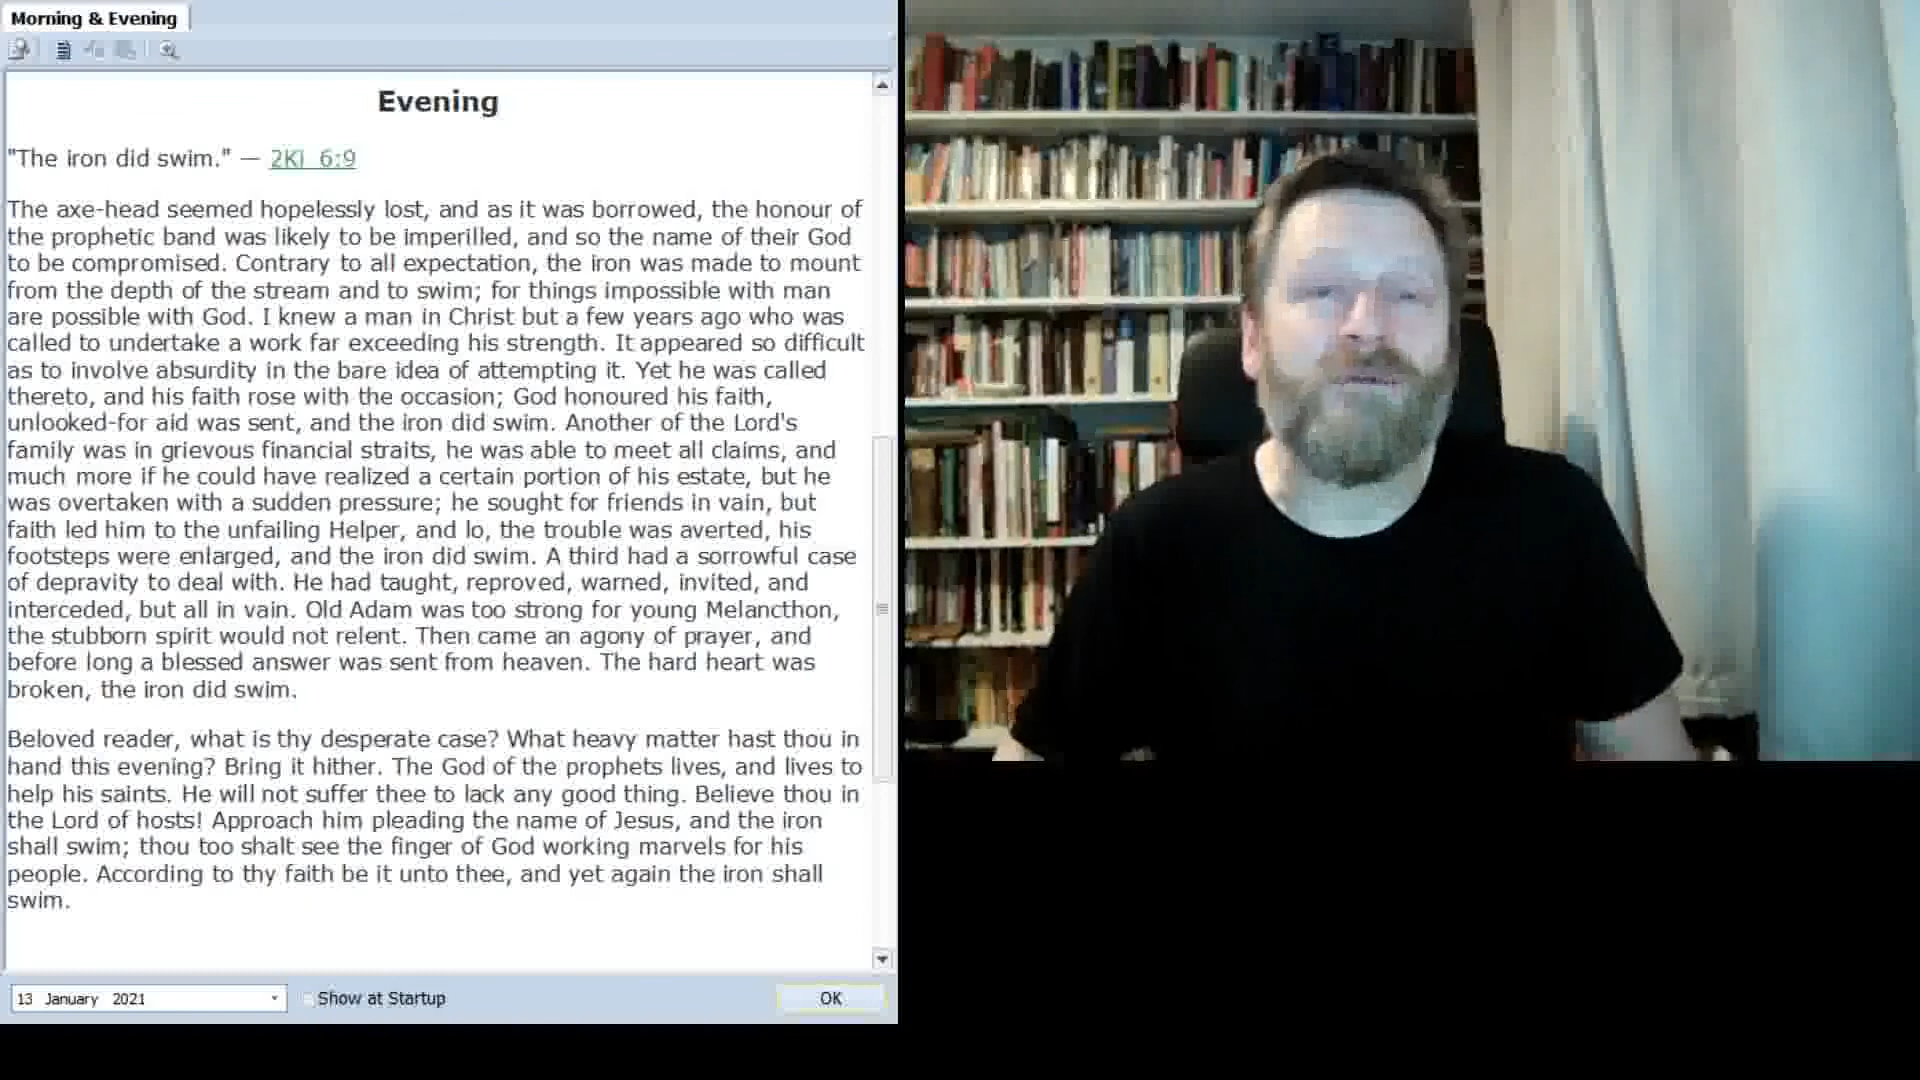 Morning & Evening
Evening
"The iron did swim." — 2KI 6:9
The axe-head seemed hopelessly lost, and as it was borrowed, the honour of
the prophetic band was likely to be imperilled, and so the name of their God
to be compromised. Contrary to all expectation, the iron was made to mount
from the depth of the stream and to swim; for things impossible with man
are possible with God. I knew a man in Christ but a few years ago who was
called to undertake a work far exceeding his strength. It appeared so difficult
as to involve absurdity in the bare idea of attempting it. Yet he was called
thereto, and his faith rose with the occasion; God honoured his faith,
unlooked-for aid was sent, and the iron did swim. Another of the Lord's
family was in grievous financial straits, he was able to meet all claims, and
much more if he could have realized a certain portion of his estate, but he
was overtaken with a sudden pressure; he sought for friends in vain, but
faith led him to the unfailing Helper, and lo, the trouble was averted, his
footsteps were enlarged, and the iron did swim. A third had a sorrowful case
of depravity to deal with. He had taught, reproved, warned, invited, and
interceded, but all in vain. Old Adam was too strong for young Melancthon,
the stubborn spirit would not relent. Then came an agony of prayer, and
before long a blessed answer was sent from heaven. The hard heart was
broken, the iron did swim.
Beloved reader, what is thy desperate case? What heavy matter hast thou in
hand this evening? Bring it hither. The God of the prophets lives, and lives to
help his saints. He will not suffer thee to lack any good thing. Believe thou in
the Lord of hosts! Approach him pleading the name of Jesus, and the iron
shall swim; thou too shalt see the finger of God working marvels for his
people. According to thy faith be it unto thee, and yet again the iron shall
swim.
13 January 2021
Show at Startup
OK